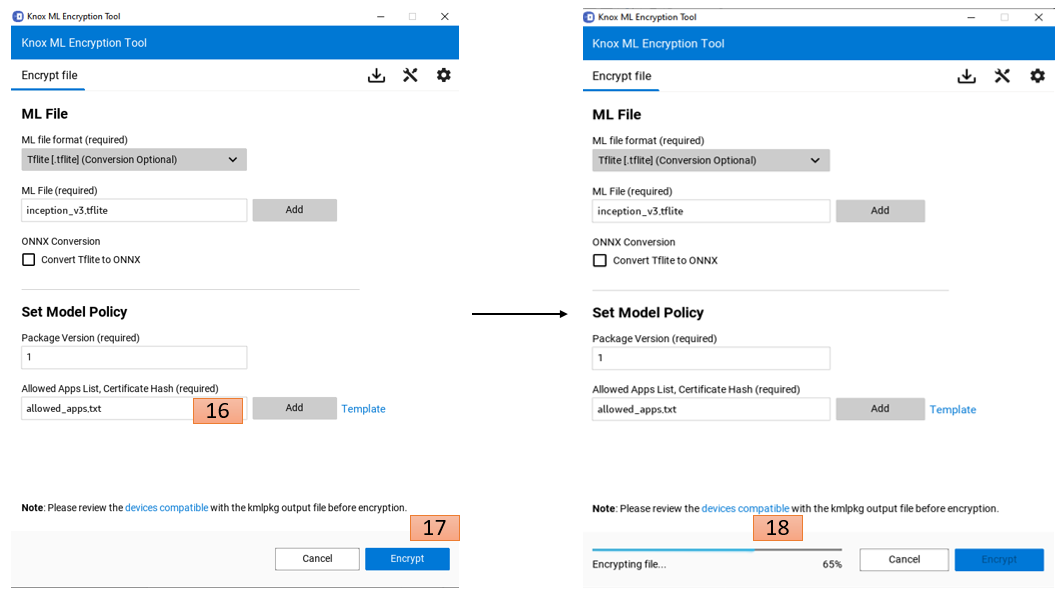 Knox ML Encryption Tool
Knox ML Encryption Tool
Encrypt file
ML File
ML file format (required)
Tflite [.tflite] (Conversion Optional)
ML File (required)
inception_v3.tflite
Add
ONNX Conversion
Convert Tflite to ONNX
Set Model Policy
Package Version (required)
1
Allowed Apps List, Certificate Hash (required)
allowed_apps.txt
16
Add
Template
Note: Please review the devices compatible with the kmlpkg output file before encryption.
17
Cancel
Encrypt
Knox ML Encryption Tool
Knox ML Encryption Tool
Encrypt file
ML File
ML file format (required)
Tflite [.tflite] (Conversion Optional)
ML File (required)
inception_v3.tflite
Add
ONNX Conversion
Convert Tflite to ONNX
Set Model Policy
Package Version (required)
1
Allowed Apps List, Certificate Hash (required)
allowed_apps.txt
Add
Template
Note: Please review the devices compatible with the kmlpkg output file before encryption.
18
Encrypting file...
65%
Cancel
Encrypt